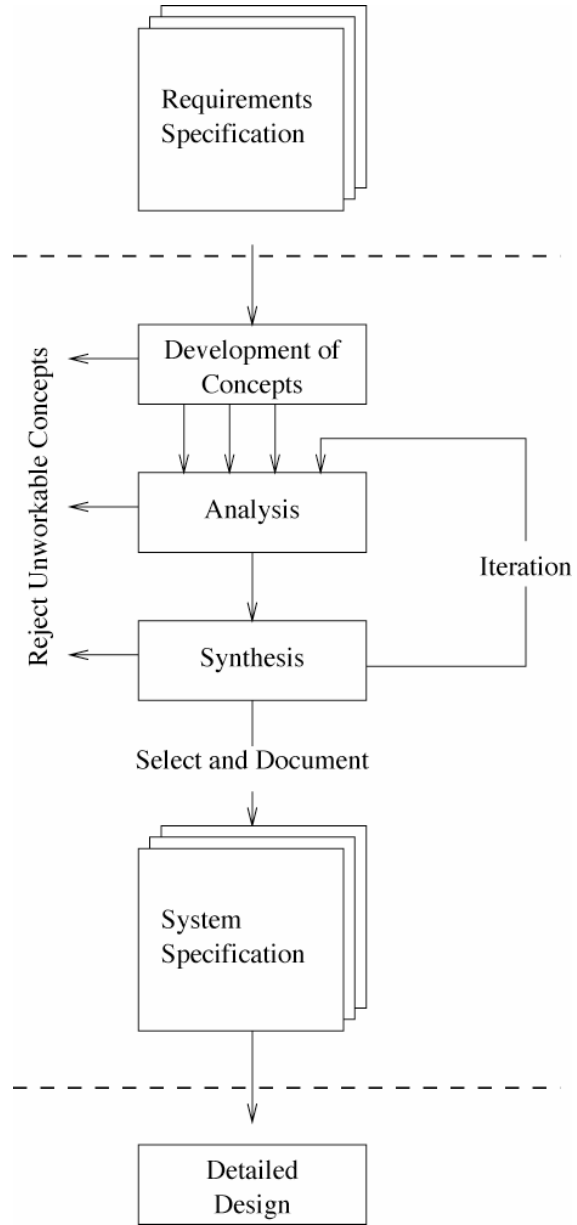 Requirements
Specification
Development of
Concepts
Reject Unworkable Concepts
Analysis
Iteration
Synthesis
Select and Document
System
Specification
Detailed
Design